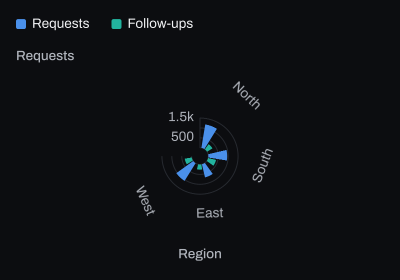 Requests
Follow-ups
Requests
North
1.5k
500
South
West
East
Region